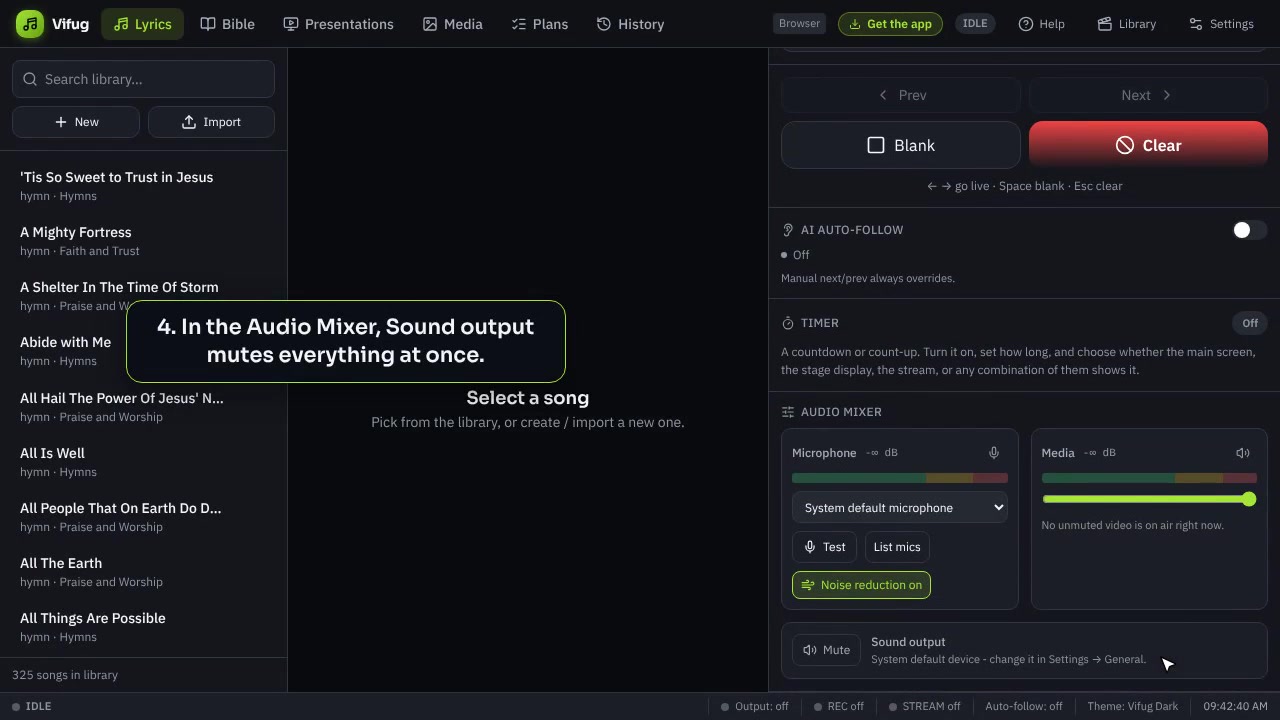 Vifug
Lyrics
Bible
Presentations
Media
Plans
History
Browser
Get the app
IDLE
Help
Library
Settings
Search library...
New
Import
'Tis So Sweet to Trust in Jesus
hymn · Hymns
A Mighty Fortress
hymn · Faith and Trust
A Shelter In The Time Of Storm
hymn · Praise and W
Abide with Me
hymn · Hymns
All Hail The Power Of Jesus' N...
hymn · Praise and Worship
All Is Well
hymn · Hymns
All People That On Earth Do D...
hymn · Praise and Worship
All The Earth
hymn · Praise and Worship
All Things Are Possible
hymn · Hymns
325 songs in library
4. In the Audio Mixer, Sound output
mutes everything at once.
Select a song
Pick from the library, or create / import a new one.
Prev
Next
Blank
Clear
← → go live · Space blank · Esc clear
AI AUTO-FOLLOW
Off
Manual next/prev always overrides.
TIMER
Off
A countdown or count-up. Turn it on, set how long, and choose whether the main screen,
the stage display, the stream, or any combination of them shows it.
AUDIO MIXER
Microphone -∞ dB
System default microphone
Test
List mics
Noise reduction on
Media -∞ dB
No unmuted video is on air right now.
Mute
Sound output
System default device - change it in Settings → General.
IDLE
Output: off
REC off
STREAM off
Auto-follow: off
Theme: Vifug Dark
09:42:40 AM